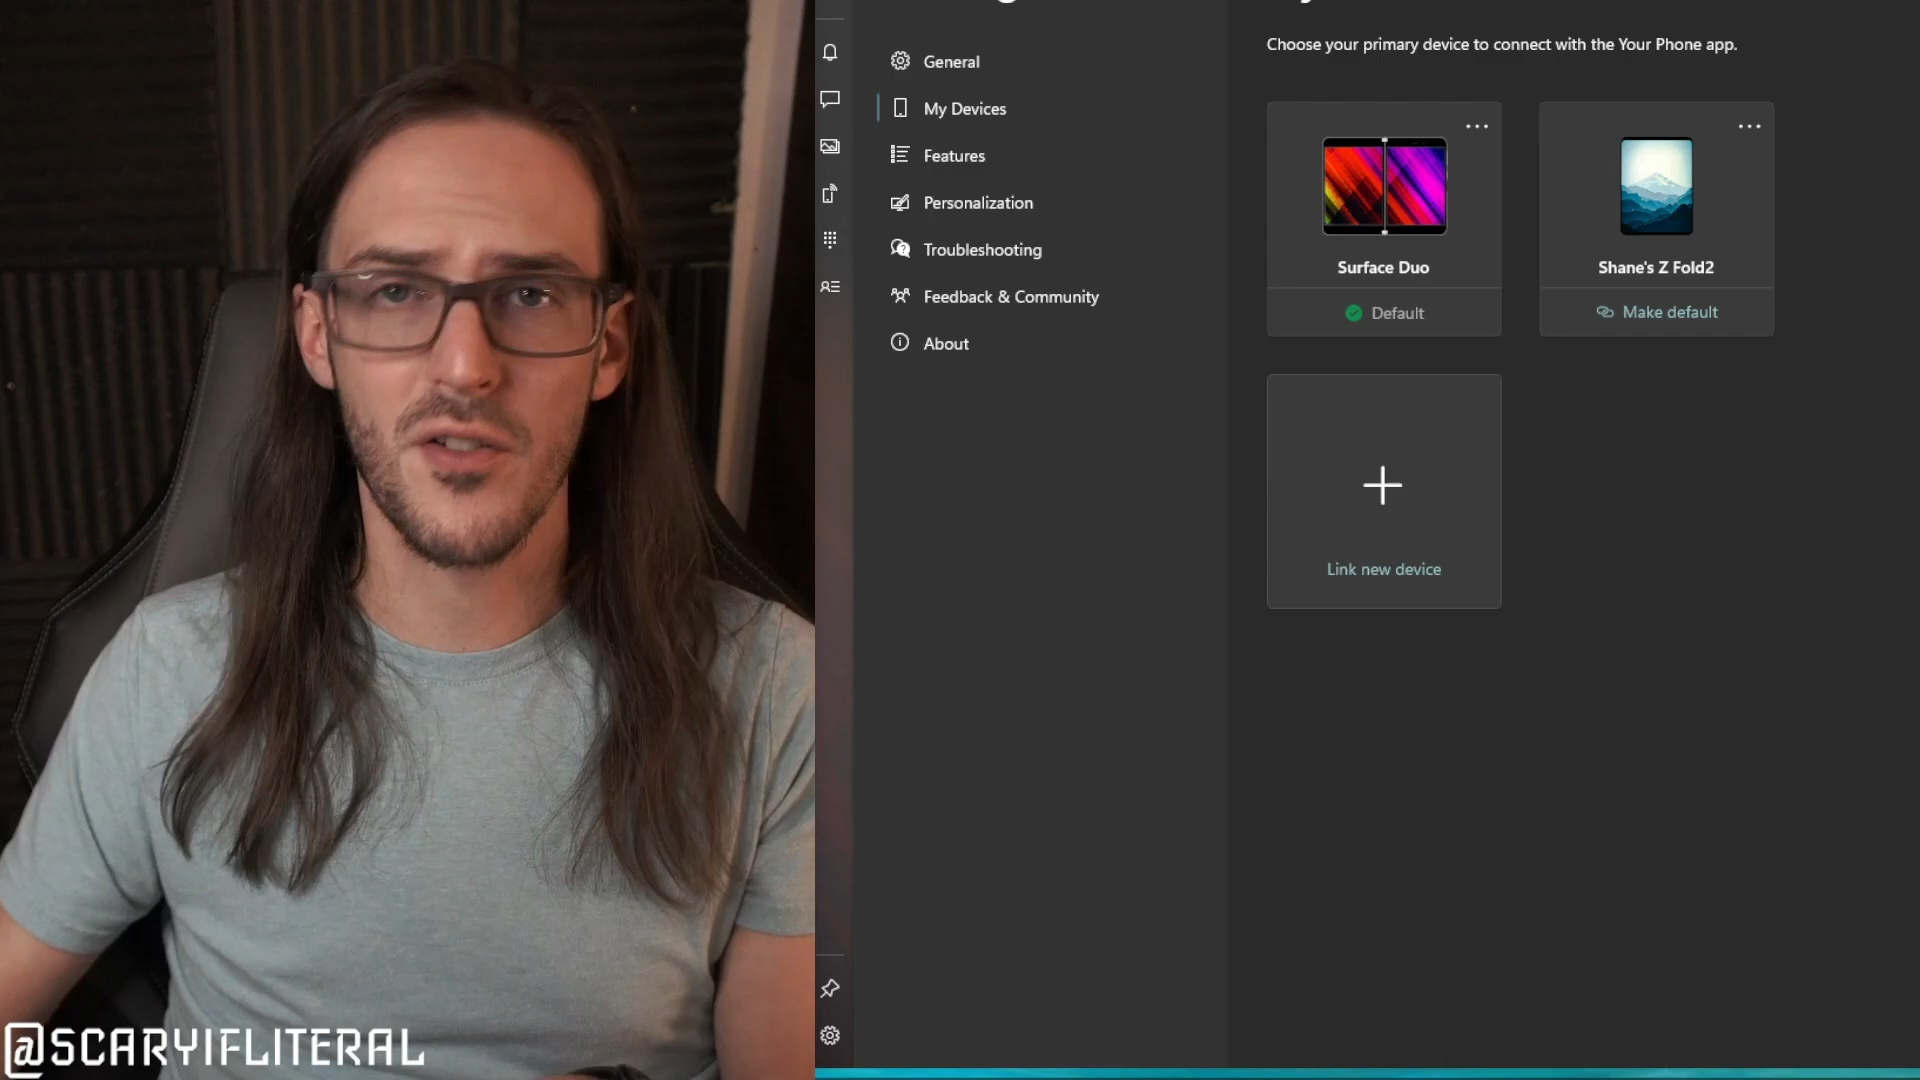 Choose your primary device to connect with the Your Phone app.
General
My Devices
Features
Personalization
Troubleshooting
Feedback & Community
About
Surface Duo
Default
Shane's Z Fold2
Make default
Link new device
@SCARYIFLITERAL